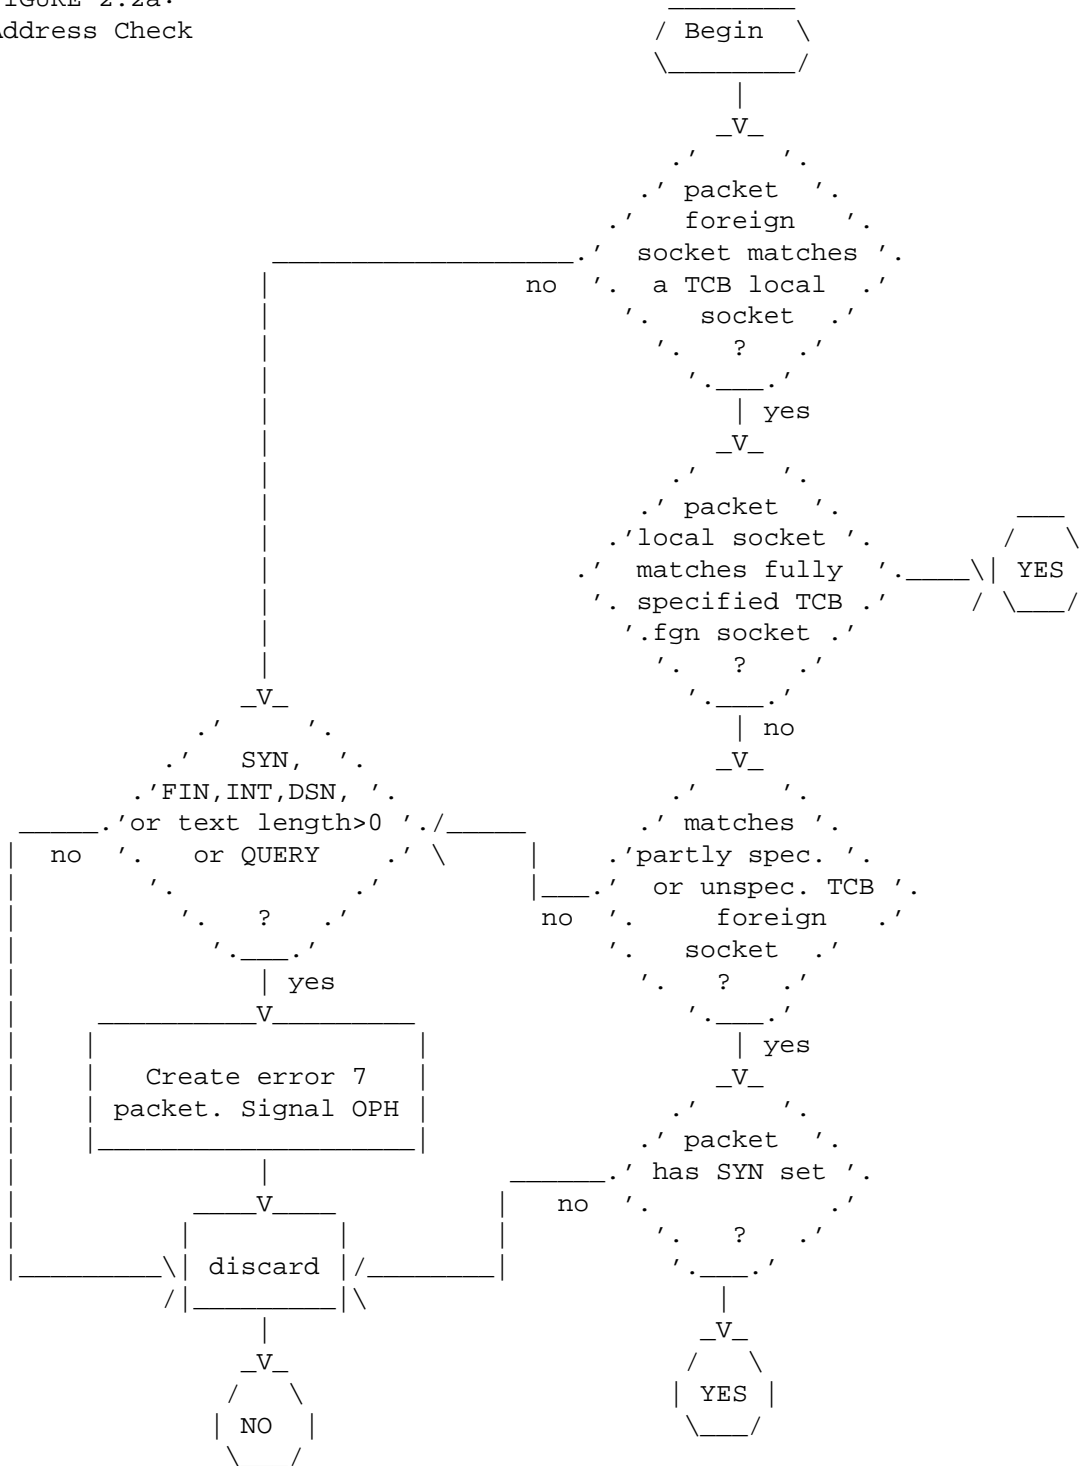 FIGURE 2.2a:
Address Check
Begin
packet
foreign
socket matches
no a TCB local
socket
?
yes
packet
local socket
matches fully YES
specified TCB
fgn socket
?
no
SYN,
FIN,INT,DSN, matches
or text length>0
no or QUERY partly spec.
or unspec. TCB
? no foreign
socket
yes ?
yes
Create error 7
packet. Signal OPH
packet
has SYN set
no
?
discard
NO YES